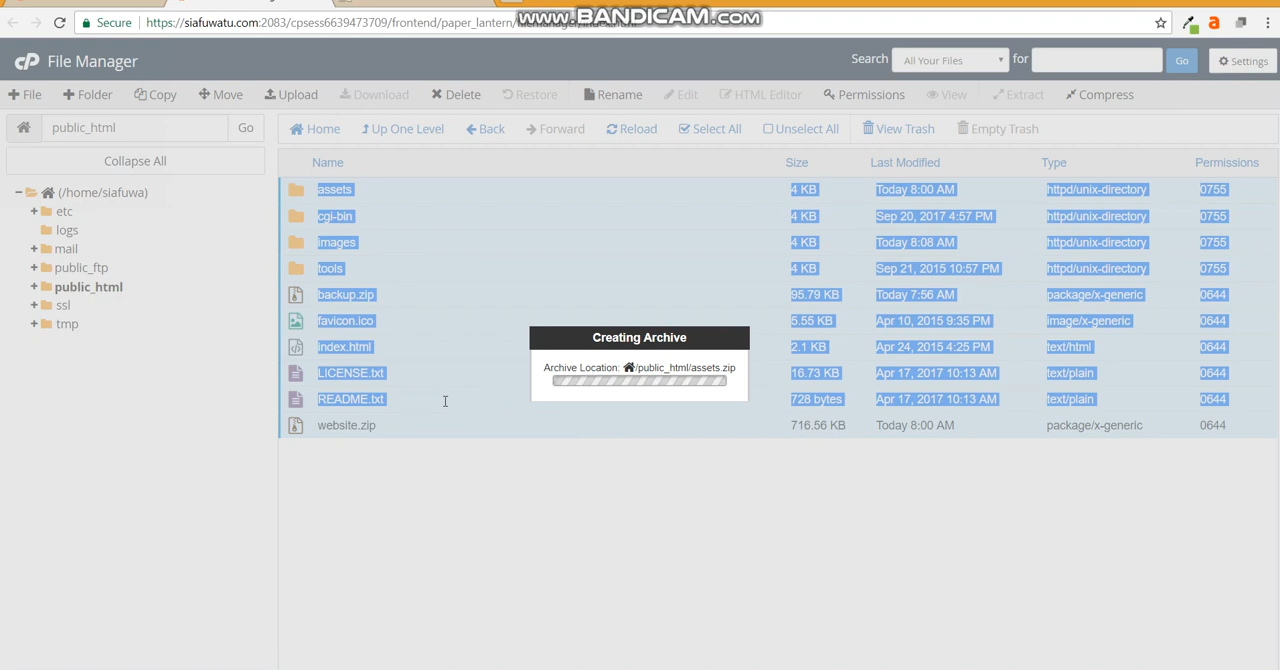 www.BANDICAM.com
Secure https://siafuwatu.com:2083/cpsess6639473709/frontend/paper_lantern/
cP File Manager
Search All Your Files for Go Settings
+ File + Folder Copy Move Upload Download Delete Restore Rename Edit HTML Editor Permissions View Extract Compress
public_html Go Home Up One Level Back Forward Reload Select All Unselect All View Trash Empty Trash
Collapse All
(/home/siafuwa)
etc
logs
mail
public_ftp
public_html
ssl
tmp
Name Size Last Modified Type Permissions
assets 4 KB Today 8:00 AM httpd/unix-directory 0755
cgi-bin 4 KB Sep 20, 2017 4:57 PM httpd/unix-directory 0755
images 4 KB Today 8:08 AM httpd/unix-directory 0755
tools 4 KB Sep 21, 2015 10:57 PM httpd/unix-directory 0755
backup.zip 95.79 KB Today 7:56 AM package/x-generic 0644
favicon.ico 5.55 KB Apr 10, 2015 9:35 PM image/x-generic 0644
index.html 2.1 KB Apr 24, 2015 4:25 PM text/html 0644
LICENSE.txt 16.73 KB Apr 17, 2017 10:13 AM text/plain 0644
README.txt 728 bytes Apr 17, 2017 10:13 AM text/plain 0644
website.zip 716.56 KB Today 8:00 AM package/x-generic 0644
Creating Archive
Archive Location: /public_html/assets.zip